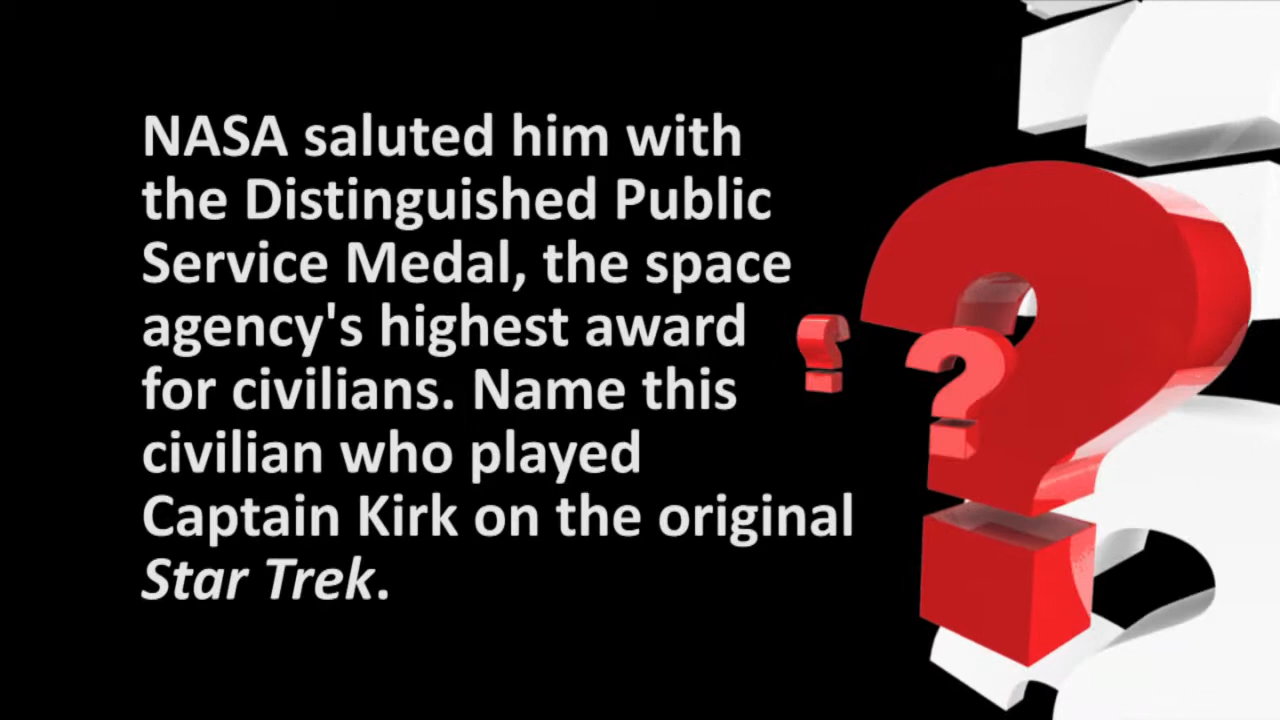 NASA saluted him with
the Distinguished Public
Service Medal, the space
agency's highest award
for civilians. Name this
civilian who played
Captain Kirk on the original
Star Trek.